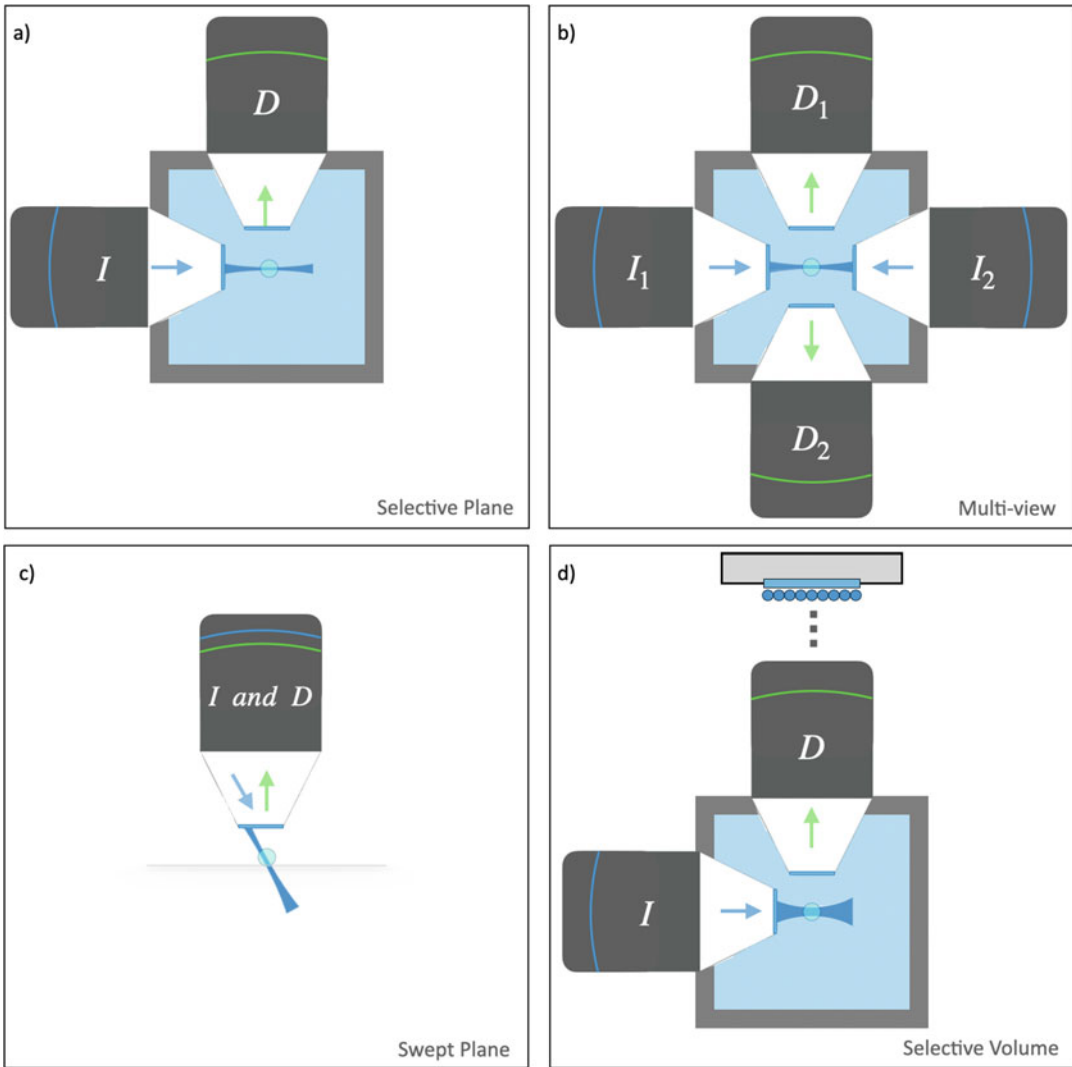 a)
D
I
Selective Plane
b)
D₁
I₁
I₂
D₂
Multi-view
c)
I and D
Swept Plane
d)
D
I
Selective Volume